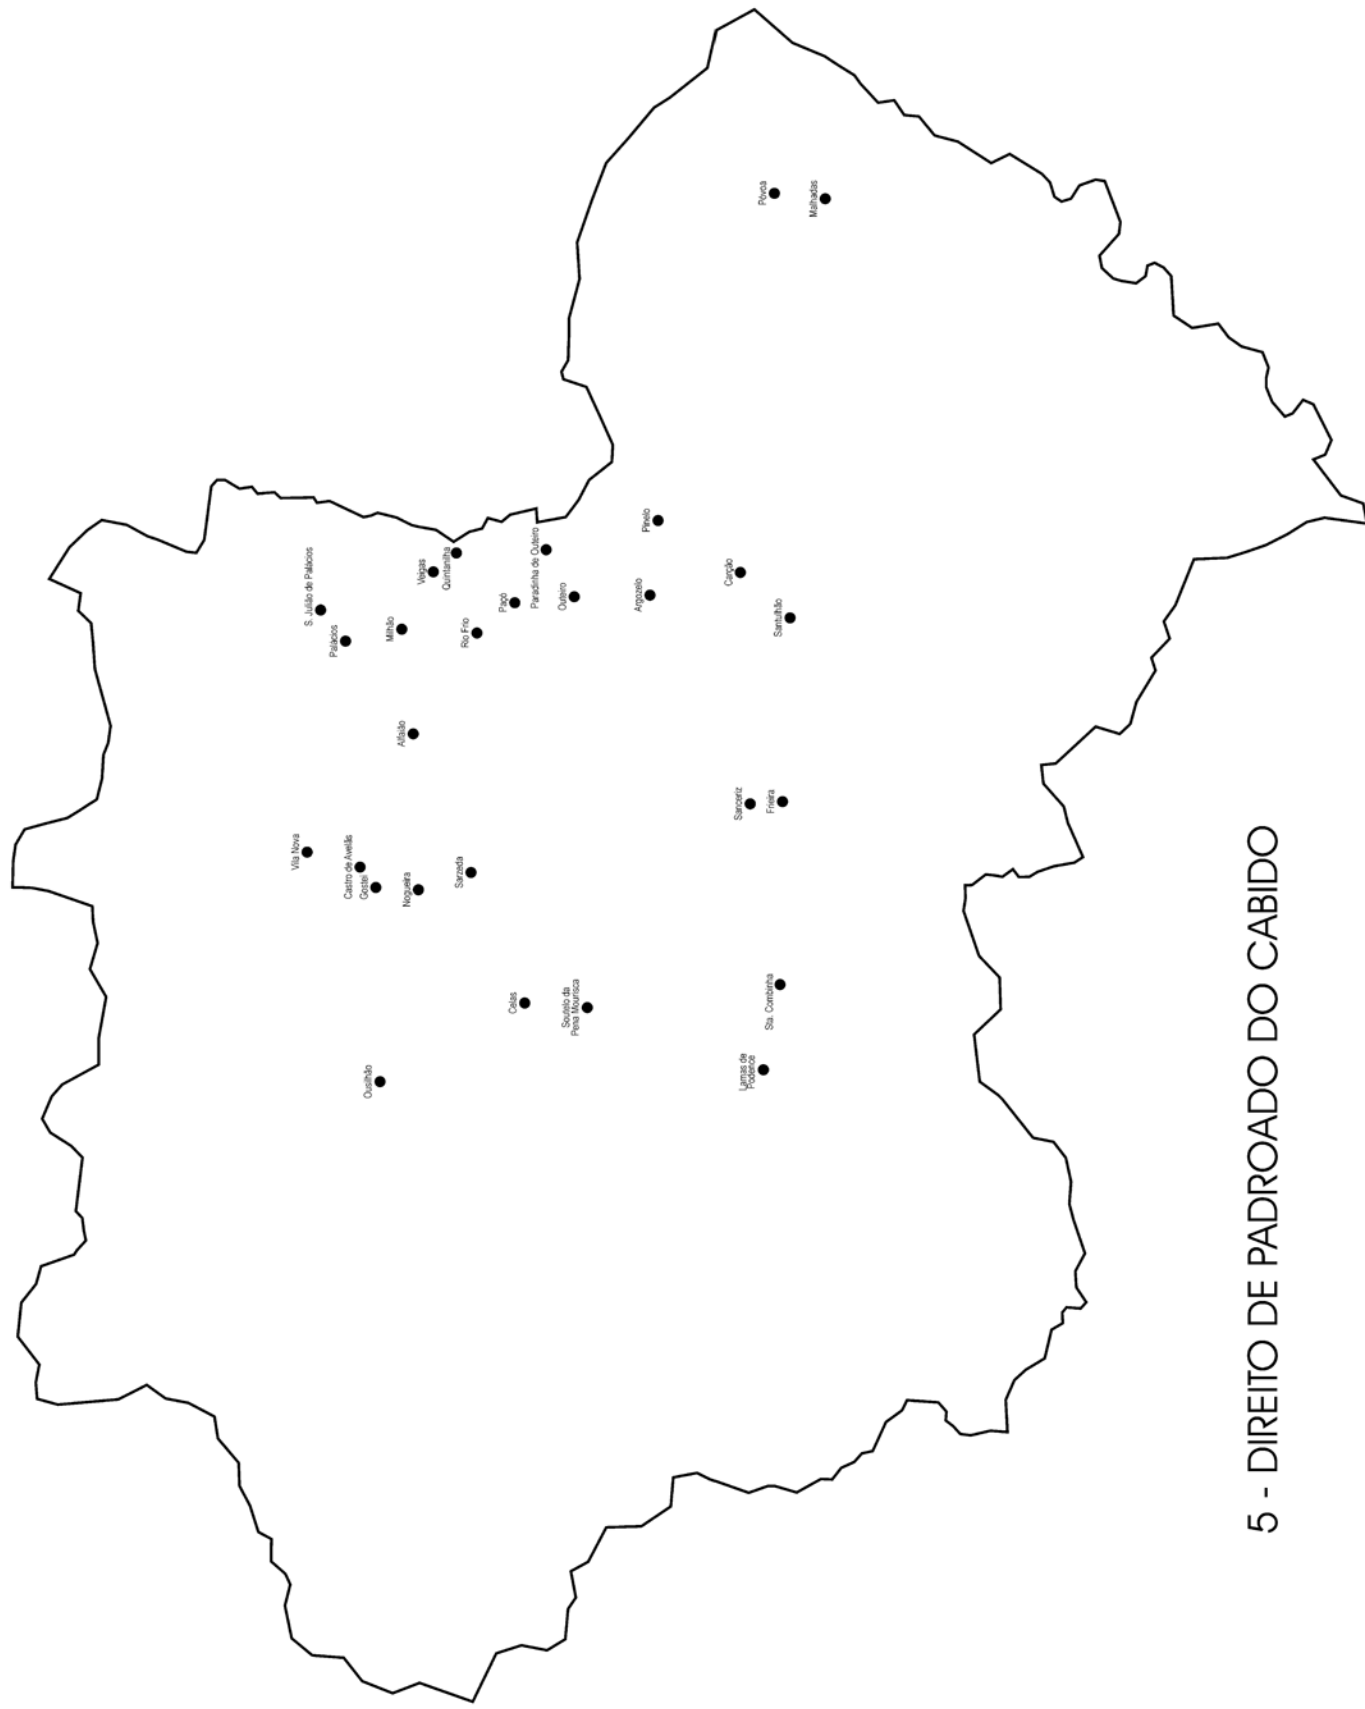 Póvoa
Malhadas
S. Julião de Palácios
Palácios
Milhão
Veigas
Quintanilha
Rio Frio
Paçó
Paradinha de Outeiro
Outeiro
Pinelo
Argozelo
Carção
Santulhão
Alfaião
Vila Nova
Castro de Avelãs
Gostei
Nogueira
Sarzeda
Sanceriz
Frieira
Celas
Soutelo da
Pena Mourisca
Sta. Combinha
Lamas de
Podence
Ousilhão
5 - DIREITO DE PADROADO DO CABIDO